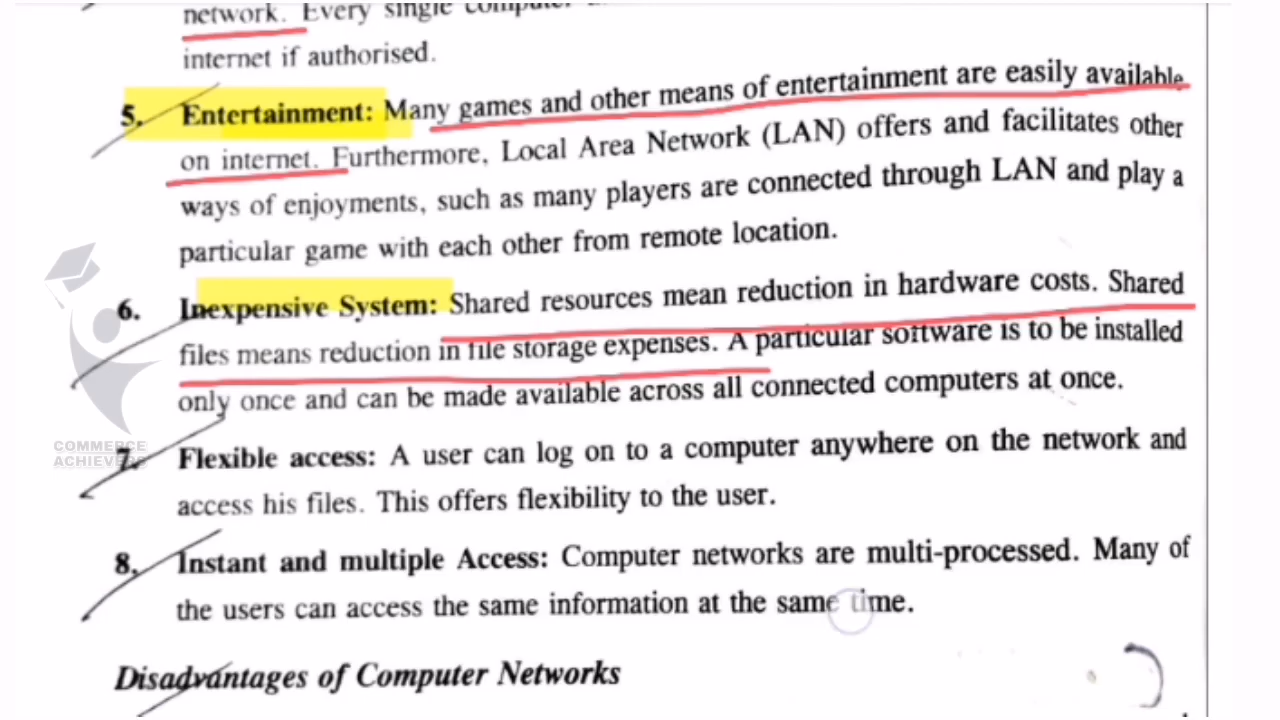 network. Every single computer
internet if authorised.
5. Entertainment: Many games and other means of entertainment are easily available
on internet. Furthermore, Local Area Network (LAN) offers and facilitates other
ways of enjoyments, such as many players are connected through LAN and play a
particular game with each other from remote location.
6. Inexpensive System: Shared resources mean reduction in hardware costs. Shared
files means reduction in file storage expenses. A particular software is to be installed
only once and can be made available across all connected computers at once.
COMMERCE
ACHIEVERS
7. Flexible access: A user can log on to a computer anywhere on the network and
access his files. This offers flexibility to the user.
8. Instant and multiple Access: Computer networks are multi-processed. Many of
the users can access the same information at the same time.
Disadvantages of Computer Networks